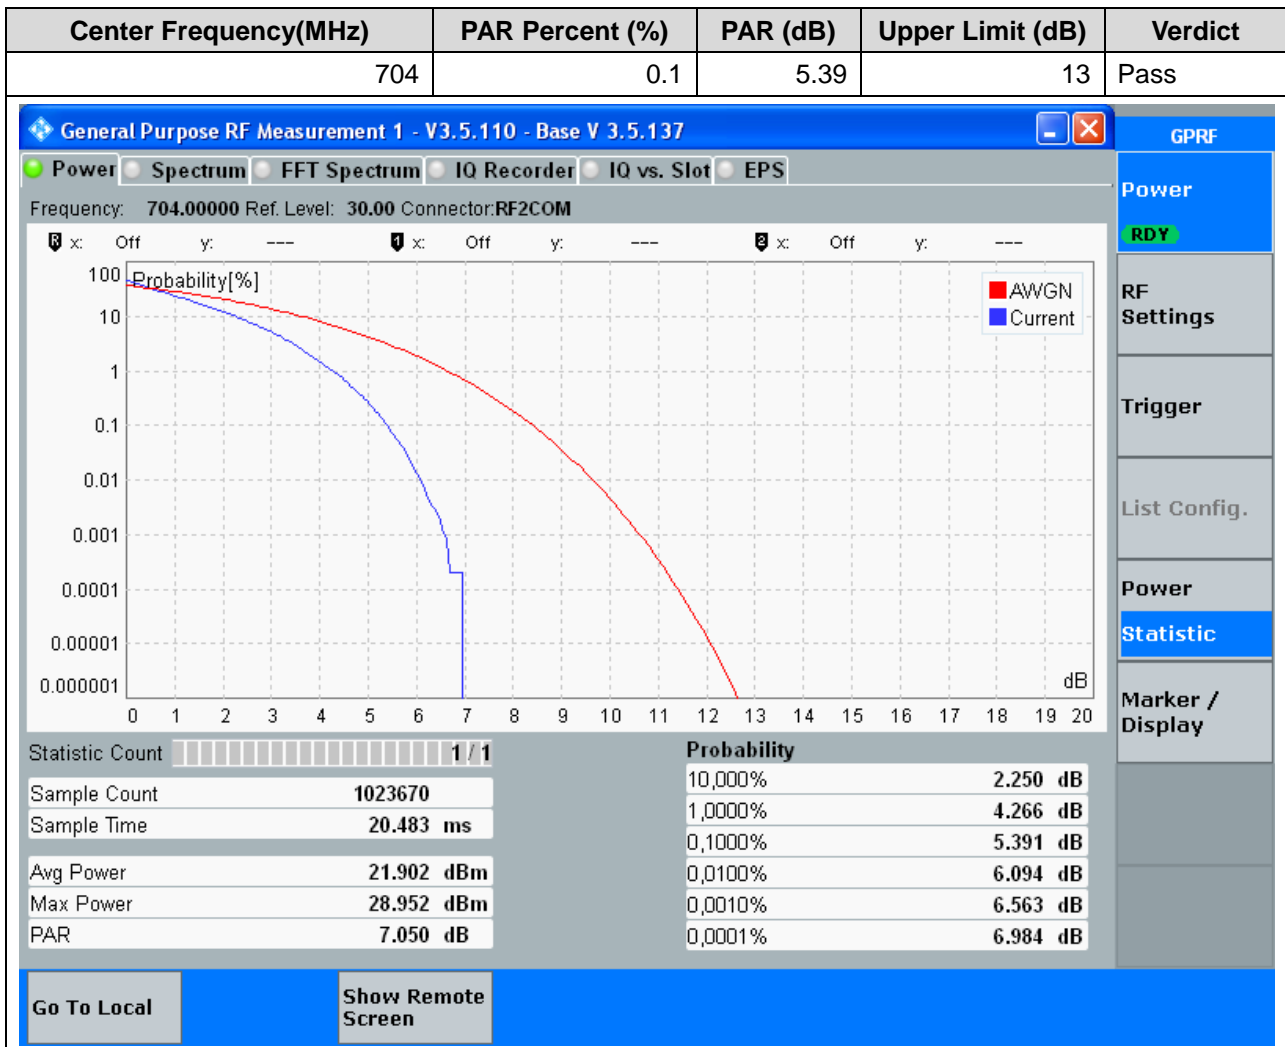 Center Frequency(MHz) PAR Percent (%) PAR (dB) Upper Limit (dB) Verdict
704 0.1 5.39 13 Pass
General Purpose RF Measurement 1 - V3.5.110 - Base V 3.5.137
Power Spectrum FFT Spectrum IQ Recorder IQ vs. Slot EPS
Frequency: 704.00000 Ref. Level: 30.00 Connector:RF2COM
R x: Off y: --- 1 x: Off y: --- 2 x: Off y: ---
Probability[%]
100
10
1
0.1
0.01
0.001
0.0001
0.00001
0.000001
AWGN
Current
dB
0 1 2 3 4 5 6 7 8 9 10 11 12 13 14 15 16 17 18 19 20
Statistic Count 1 / 1
Sample Count 1023670
Sample Time 20.483 ms
Avg Power 21.902 dBm
Max Power 28.952 dBm
PAR 7.050 dB
Probability
10,000% 2.250 dB
1,0000% 4.266 dB
0,1000% 5.391 dB
0,0100% 6.094 dB
0,0010% 6.563 dB
0,0001% 6.984 dB
GPRF
Power
RDY
RF
Settings
Trigger
List Config.
Power
Statistic
Marker /
Display
Go To Local
Show Remote
Screen